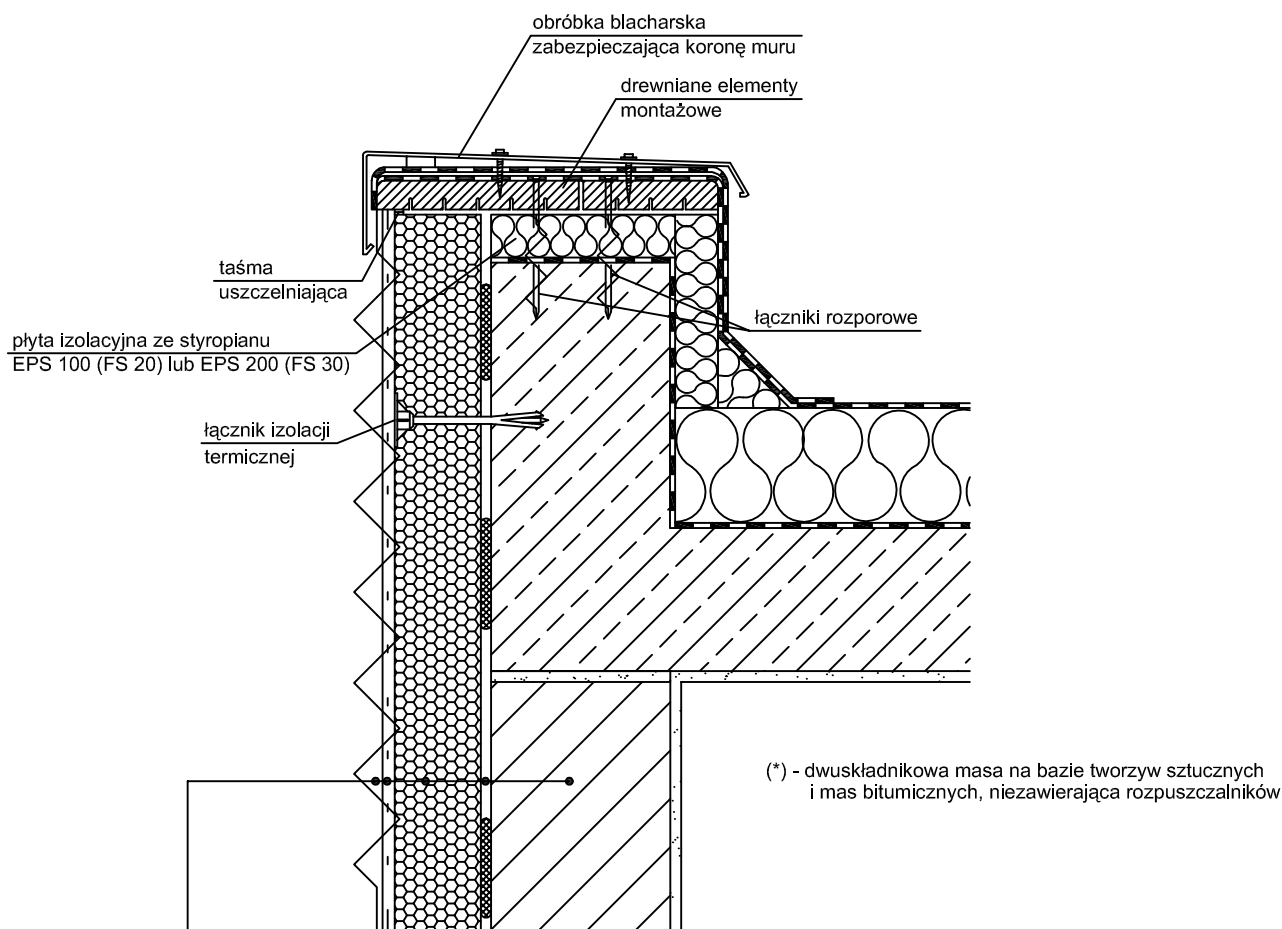 obróbka blacharska
zabezpieczająca koronę muru
drewniane elementy
montażowe
taśma
uszczelniająca
płyta izolacyjna ze styropianu
EPS 100 (FS 20) lub EPS 200 (FS 30)
łączniki rozporowe
łącznik izolacji
termicznej
(*) - dwuskładnikowa masa na bazie tworzyw sztucznych
i mas bitumicznych, niezawierająca rozpuszczalników